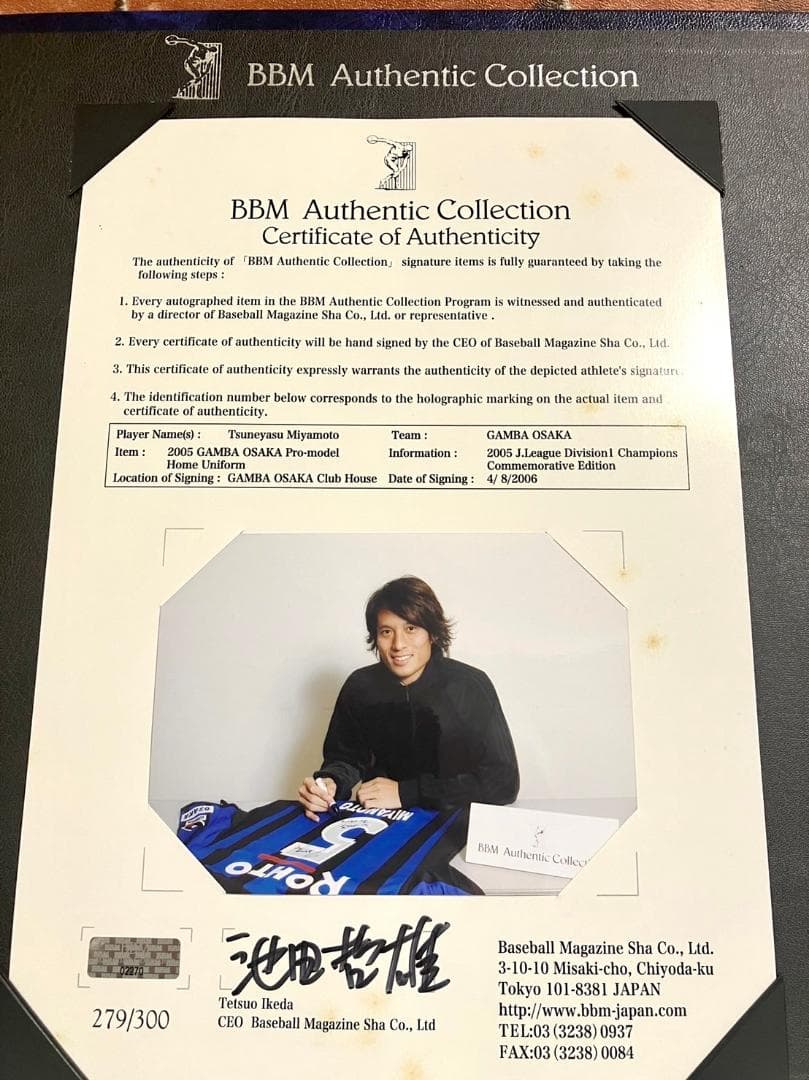 BBM Authentic Collection
BBM Authentic Collection
Certificate of Authenticity
The authenticity of 「BBM Authentic Collection」 signature items is fully guaranteed by taking the
following steps :
1. Every autographed item in the BBM Authentic Collection Program is witnessed and authenticated
by a director of Baseball Magazine Sha Co., Ltd. or representative .
2. Every certificate of authenticity will be hand signed by the CEO of Baseball Magazine Sha Co., Ltd.
3. This certificate of authenticity expressly warrants the authenticity of the depicted athlete's signature.
4. The identification number below corresponds to the holographic marking on the actual item and
certificate of authenticity.
Player Name(s) : Tsuneyasu Miyamoto Team : GAMBA OSAKA
Item : 2005 GAMBA OSAKA Pro-model Information : 2005 J.League Division1 Champions
Home Uniform Commemorative Edition
Location of Signing : GAMBA OSAKA Club House Date of Signing : 4/ 8/2006
MIYAMOTO
5
ROHTO
BBM Authentic Collec
池田哲雄
279/300
Tetsuo Ikeda
CEO Baseball Magazine Sha Co., Ltd
Baseball Magazine Sha Co., Ltd.
3-10-10 Misaki-cho, Chiyoda-ku
Tokyo 101-8381 JAPAN
http://www.bbm-japan.com
TEL:03 (3238) 0937
FAX:03 (3238) 0084